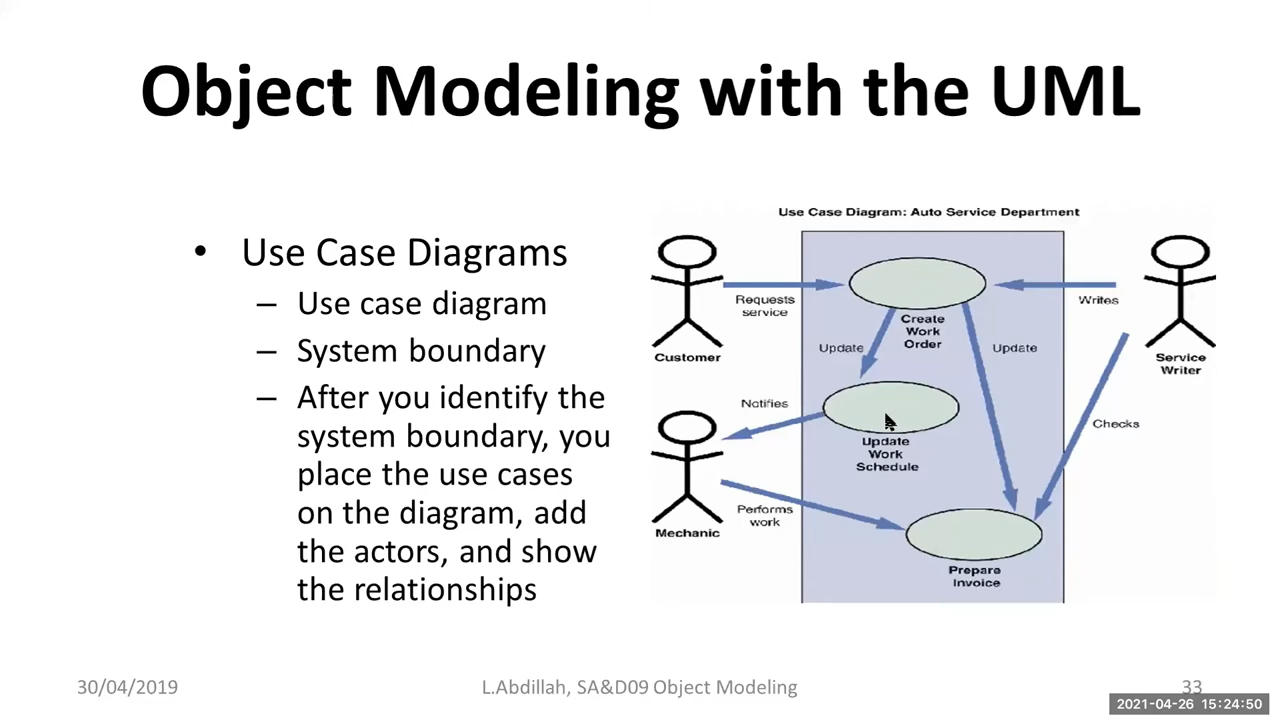 Object Modeling with the UML
• Use Case Diagrams
– Use case diagram
– System boundary
– After you identify the
system boundary, you
place the use cases
on the diagram, add
the actors, and show
the relationships
Use Case Diagram: Auto Service Department
Requests
service
Writes
Customer
Create
Work
Order
Service
Writer
Update
Update
Notifies
Checks
Update
Work
Schedule
Performs
work
Mechanic
Prepare
Invoice
30/04/2019
L.Abdillah, SA&D09 Object Modeling
33
2021-04-26 15:24:50